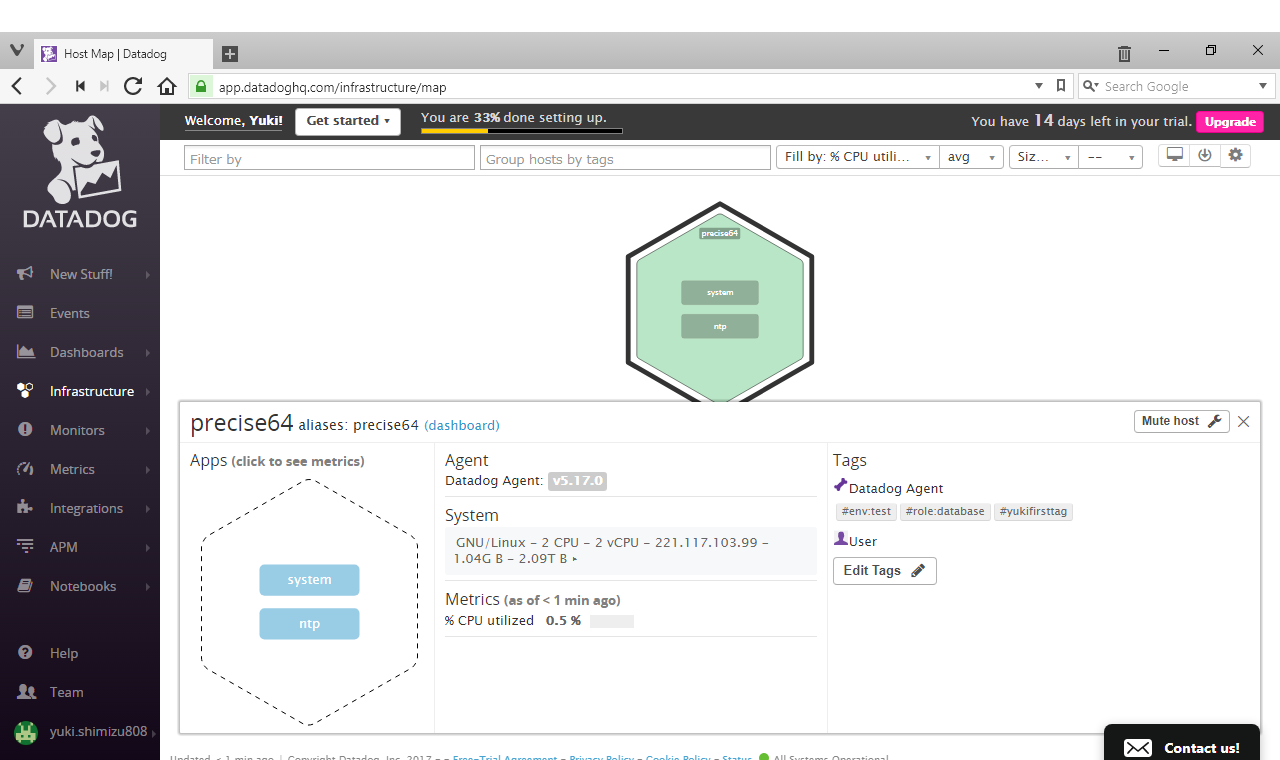 Host Map | Datadog
app.datadoghq.com/infrastructure/map
Search Google
DATADOG
Welcome, Yuki!
Get started
You are 33% done setting up.
You have 14 days left in your trial.
Upgrade
Filter by
Group hosts by tags
Fill by: % CPU utili...
avg
Siz...
--
New Stuff!
Events
Dashboards
Infrastructure
Monitors
Metrics
Integrations
APM
Notebooks
Help
Team
yuki.shimizu808
precise64
system
ntp
precise64 aliases: precise64 (dashboard)
Mute host
Apps (click to see metrics)
system
ntp
Agent
Datadog Agent: v5.17.0
System
GNU/Linux – 2 CPU – 2 vCPU – 221.117.103.99 –
1.04G B – 2.09T B
Metrics (as of < 1 min ago)
% CPU utilized 0.5 %
Tags
Datadog Agent
#env:test #role:database #yukifirsttag
User
Edit Tags
Updated < 1 min ago | Copyright Datadog, Inc. 2017 – – Free-Trial Agreement – Privacy Policy – Cookie Policy – Status All Systems Operational
Contact us!